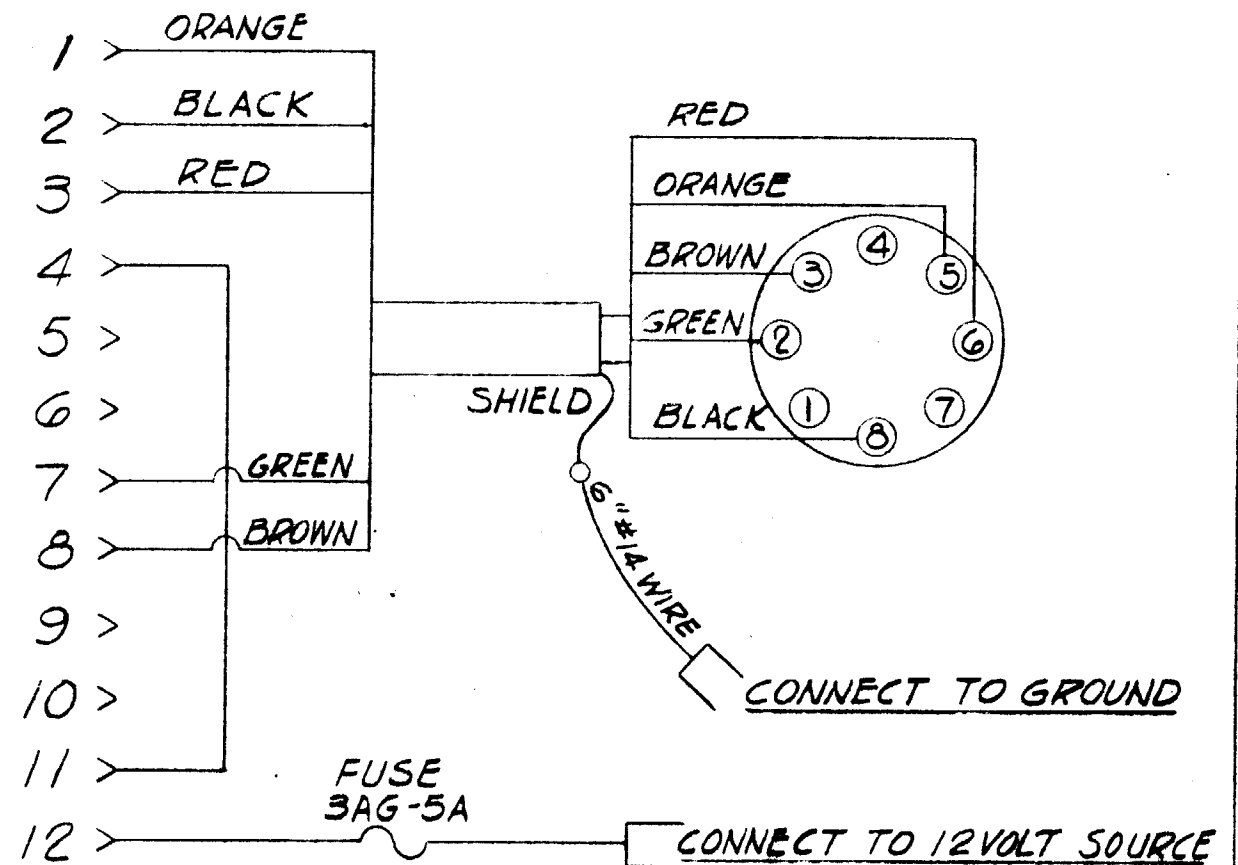 1 ORANGE
2 BLACK
3 RED
4
5
6
7 GREEN
8 BROWN
9
10
11
12
FUSE
3AG-5A
CONNECT TO 12 VOLT SOURCE
SHIELD
6" #14 WIRE
CONNECT TO GROUND
RED
ORANGE
BROWN
GREEN
BLACK
4
3
5
2
6
1
7
8